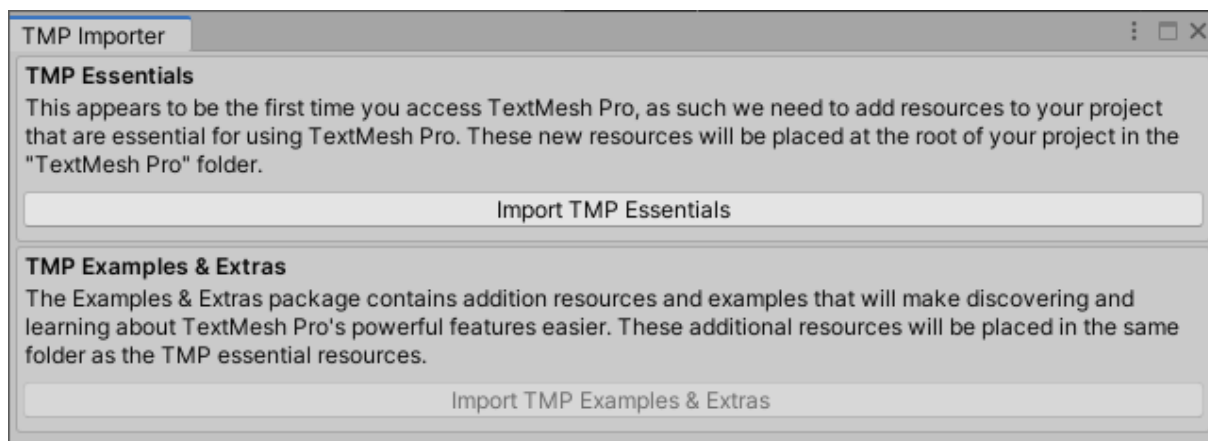 TMP Importer
TMP Essentials
This appears to be the first time you access TextMesh Pro, as such we need to add resources to your project
that are essential for using TextMesh Pro. These new resources will be placed at the root of your project in the
"TextMesh Pro" folder.
Import TMP Essentials
TMP Examples & Extras
The Examples & Extras package contains addition resources and examples that will make discovering and
learning about TextMesh Pro's powerful features easier. These additional resources will be placed in the same
folder as the TMP essential resources.
Import TMP Examples & Extras